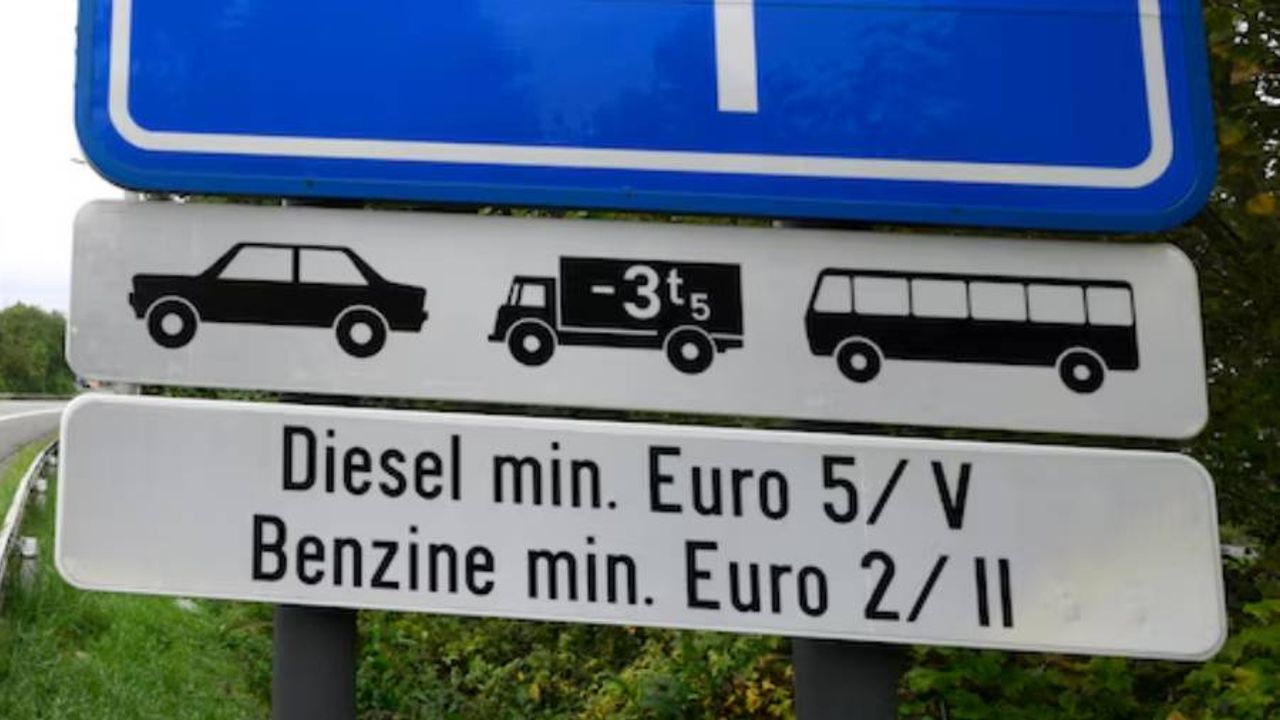 -3t5
Diesel min. Euro 5/V
Benzine min. Euro 2/II